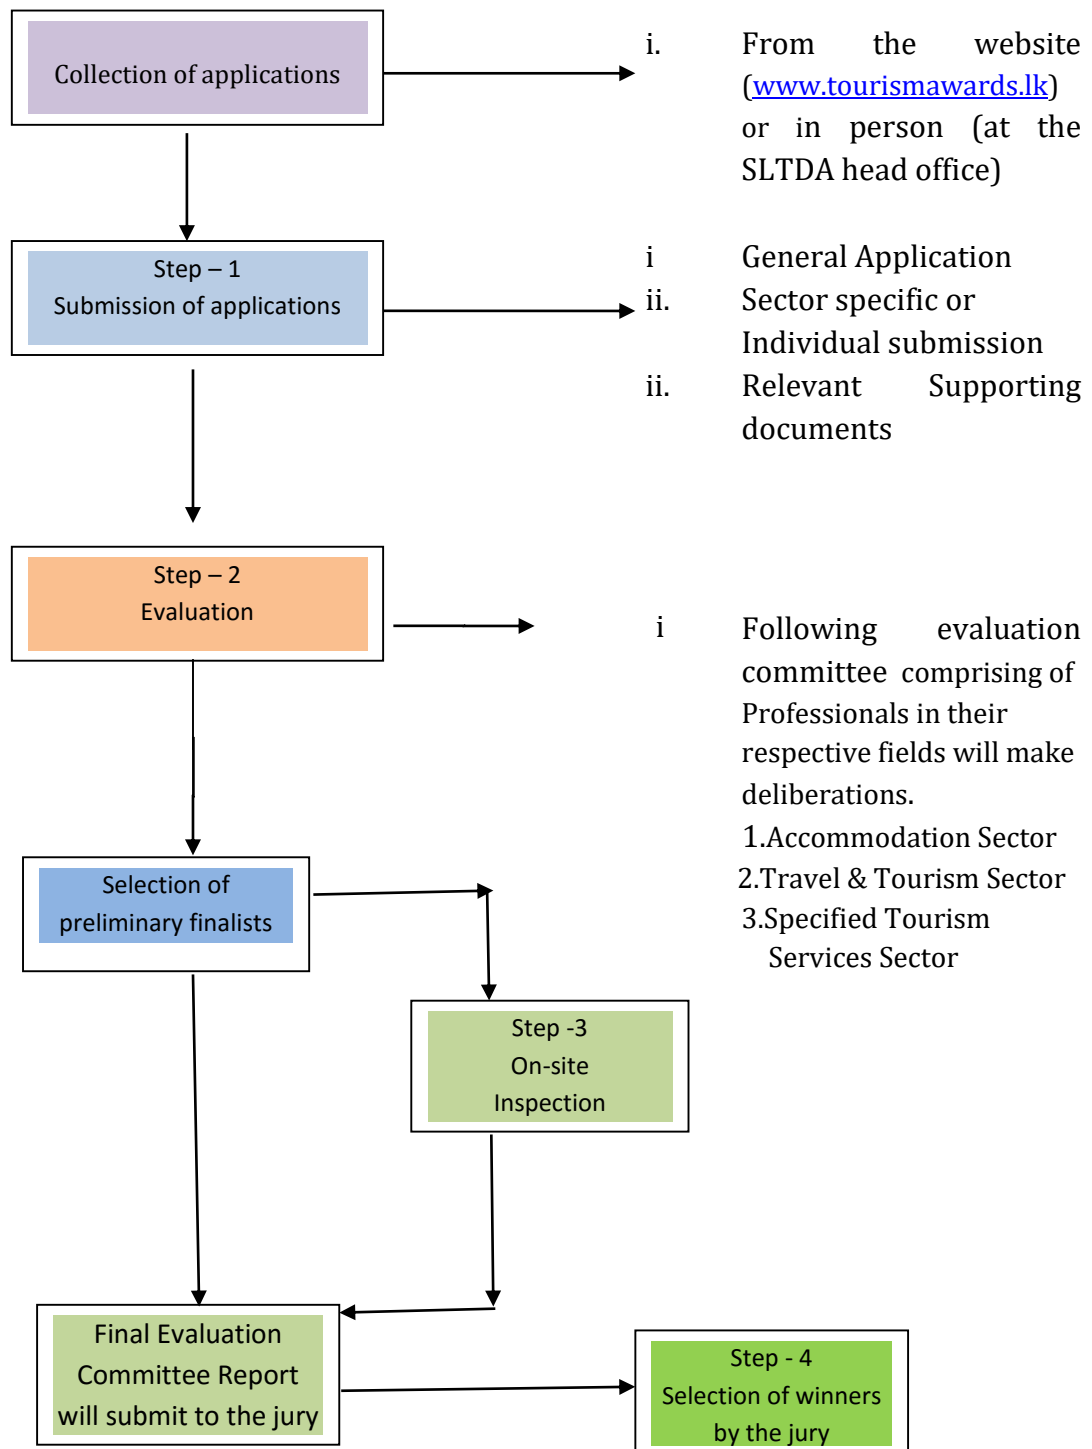 Collection of applications
i. From the website
(www.tourismawards.lk)
or in person (at the
SLTDA head office)
Step – 1
Submission of applications
i General Application
ii. Sector specific or
Individual submission
ii. Relevant Supporting
documents
Step – 2
Evaluation
i Following evaluation
committee comprising of
Professionals in their
respective fields will make
deliberations.
1.Accommodation Sector
2.Travel & Tourism Sector
3.Specified Tourism
Services Sector
Selection of
preliminary finalists
Step -3
On-site
Inspection
Final Evaluation
Committee Report
will submit to the jury
Step - 4
Selection of winners
by the jury